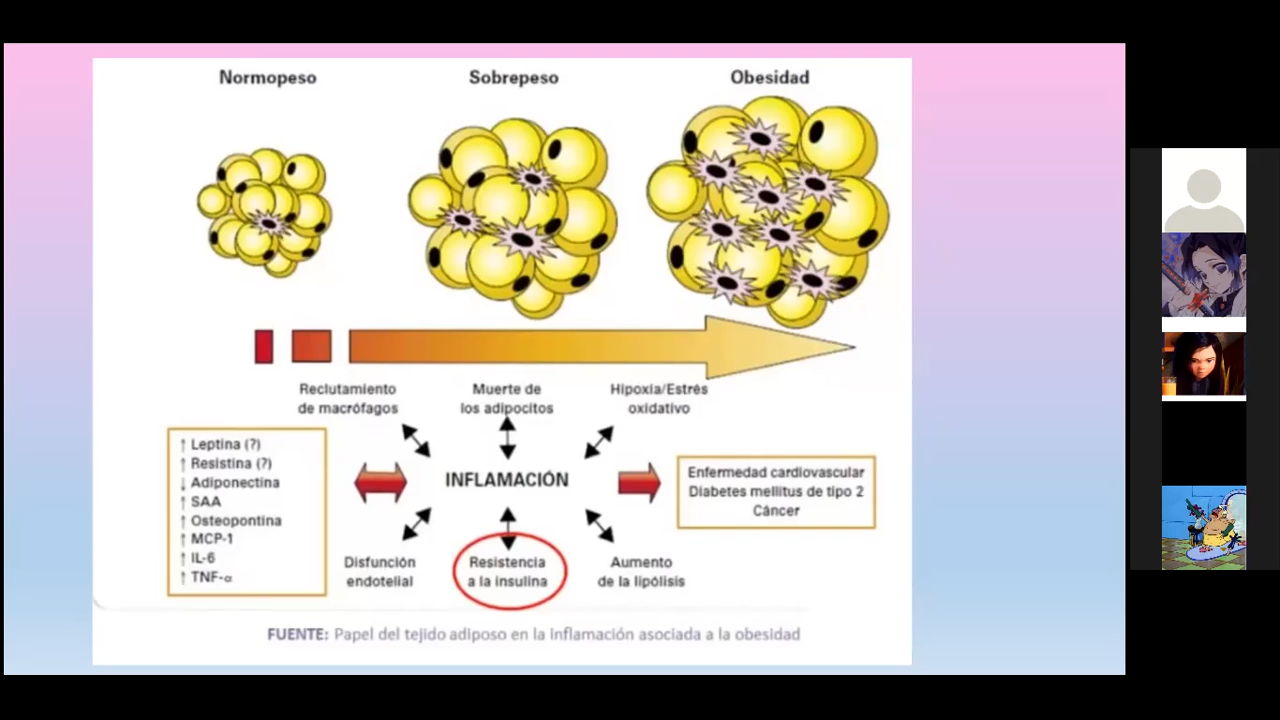 Normopeso
Sobrepeso
Obesidad
Reclutamiento
de macrófagos
Muerte de
los adipocitos
Hipoxia/Estrés
oxidativo
↑ Leptina (?)
↑ Resistina (?)
↓ Adiponectina
↑ SAA
↑ Osteopontina
↑ MCP-1
↑ IL-6
↑ TNF-α
INFLAMACIÓN
Enfermedad cardiovascular
Diabetes mellitus de tipo 2
Cáncer
Disfunción
endotelial
Resistencia
a la insulina
Aumento
de la lipólisis
FUENTE: Papel del tejido adiposo en la inflamación asociada a la obesidad